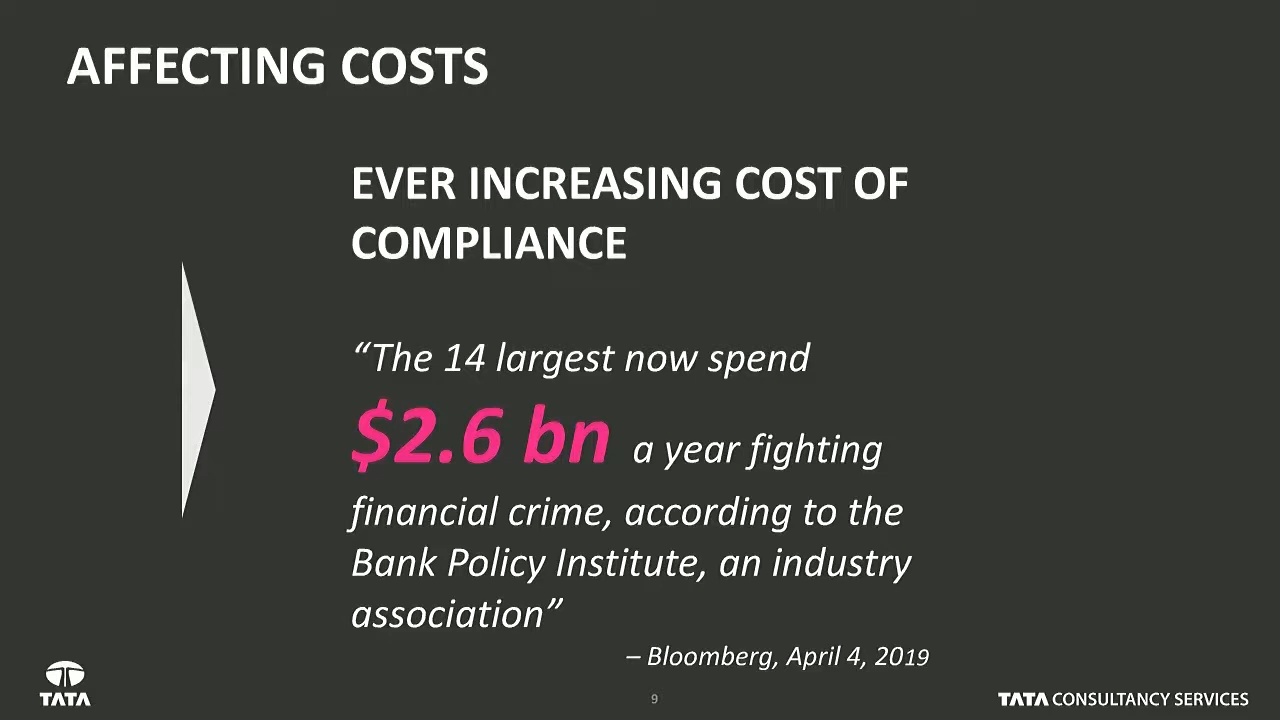 AFFECTING COSTS
EVER INCREASING COST OF
COMPLIANCE
“The 14 largest now spend
$2.6 bn a year fighting
financial crime, according to the
Bank Policy Institute, an industry
association”
– Bloomberg, April 4, 2019
TATA
9
TATA CONSULTANCY SERVICES